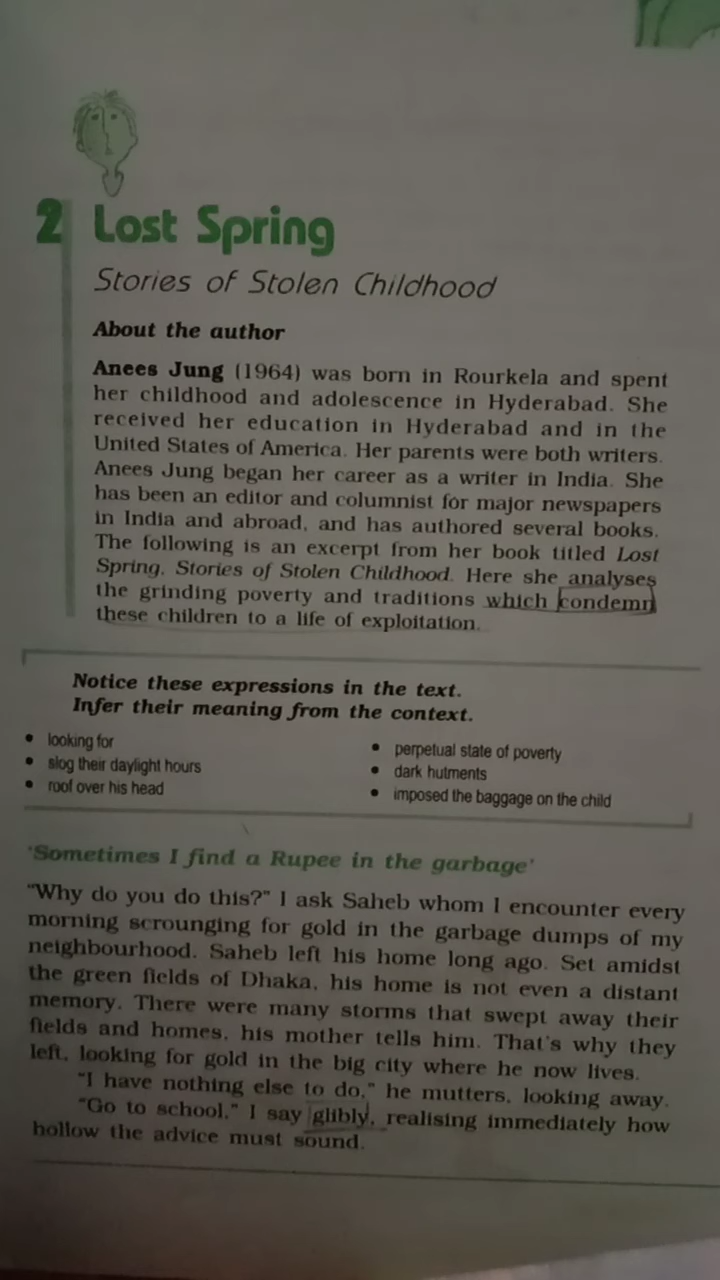 2 Lost Spring
Stories of Stolen Childhood
About the author
Anees Jung (1964) was born in Rourkela and spent
her childhood and adolescence in Hyderabad. She
received her education in Hyderabad and in the
United States of America. Her parents were both writers.
Anees Jung began her career as a writer in India. She
has been an editor and columnist for major newspapers
in India and abroad, and has authored several books.
The following is an excerpt from her book titled Lost
Spring, Stories of Stolen Childhood. Here she analyses
the grinding poverty and traditions which condemn
these children to a life of exploitation.
Notice these expressions in the text.
Infer their meaning from the context.
• looking for
• slog their daylight hours
• roof over his head
• perpetual state of poverty
• dark hutments
• imposed the baggage on the child
'Sometimes I find a Rupee in the garbage'
"Why do you do this?" I ask Saheb whom I encounter every
morning scrounging for gold in the garbage dumps of my
neighbourhood. Saheb left his home long ago. Set amidst
the green fields of Dhaka, his home is not even a distant
memory. There were many storms that swept away their
fields and homes, his mother tells him. That's why they
left, looking for gold in the big city where he now lives.
"I have nothing else to do," he mutters, looking away.
"Go to school," I say glibly, realising immediately how
hollow the advice must sound.